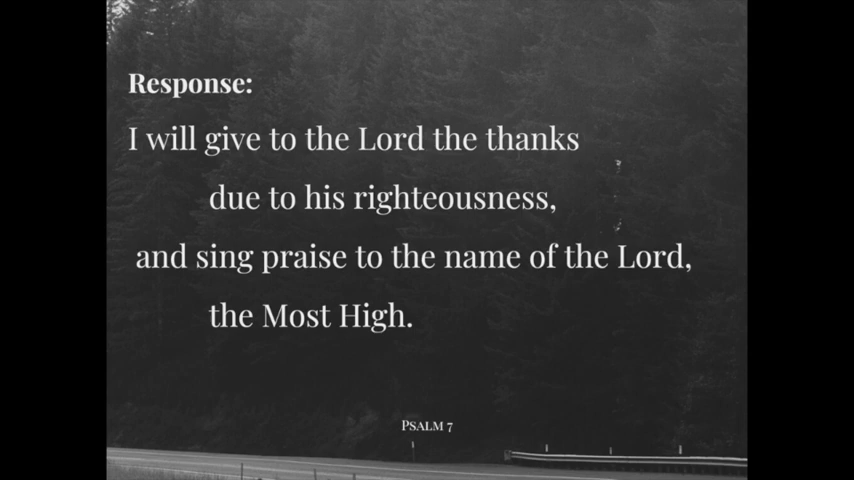 Response:
I will give to the Lord the thanks
due to his righteousness,
and sing praise to the name of the Lord,
the Most High.
Psalm 7